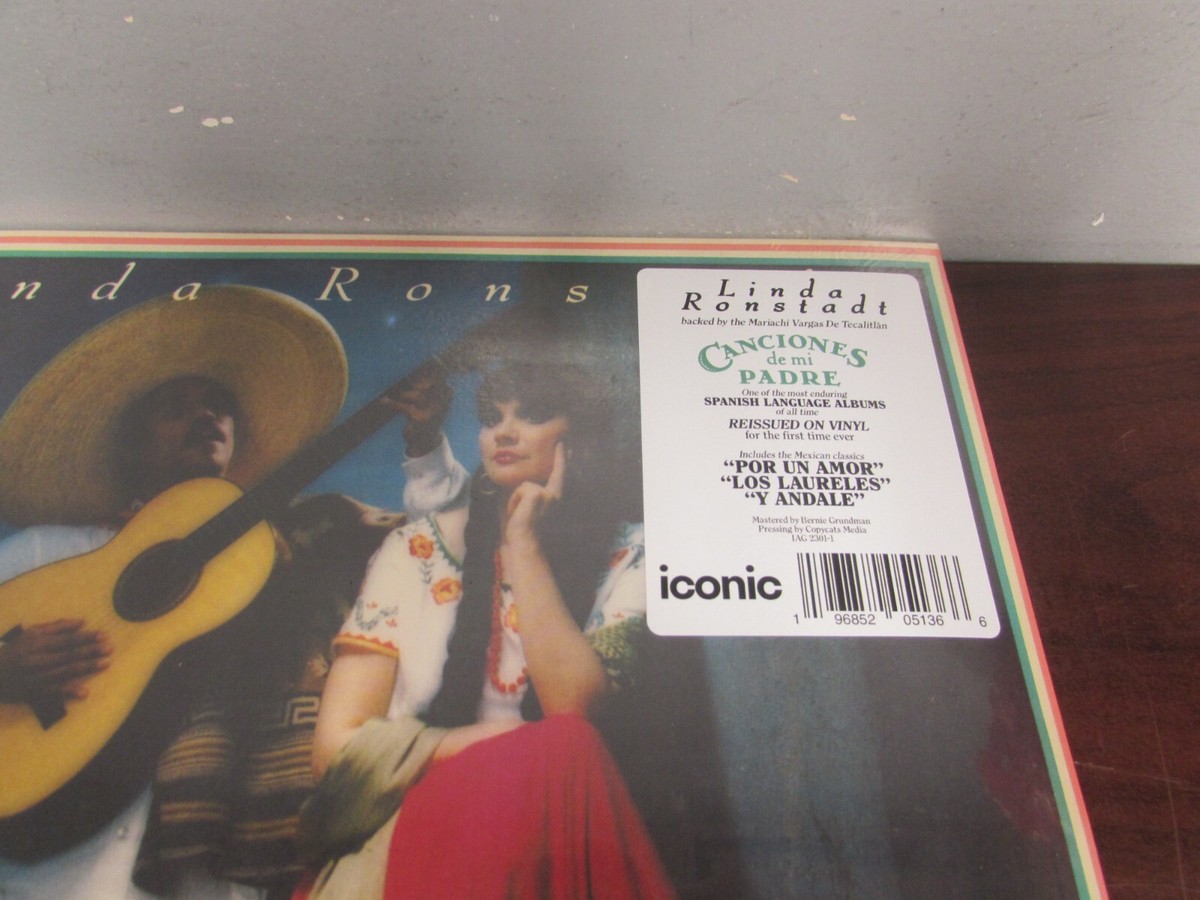 nda Rons
Linda
Ronstadt
backed by the Mariachi Vargas De Tecalitlán
CANCIONES
de mi
PADRE
One of the most enduring
SPANISH LANGUAGE ALBUMS
of all time
REISSUED ON VINYL
for the first time ever
Includes the Mexican classics
“POR UN AMOR”
“LOS LAURELES”
“Y ANDALE”
Mastered by Bernie Grundman
Pressing by Copycats Media
IAG 2301-1
iconic
1 96852 05136 6